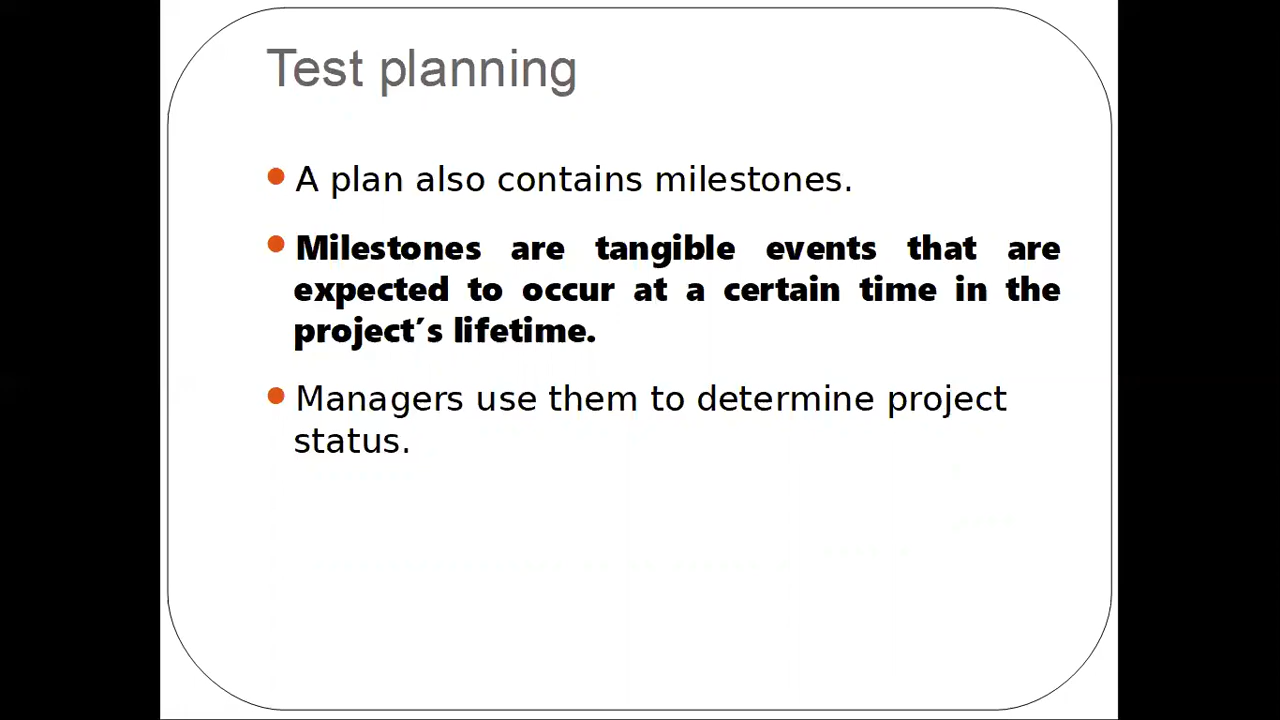 Test planning
A plan also contains milestones.
Milestones are tangible events that are
expected to occur at a certain time in the
project´s lifetime.
Managers use them to determine project
status.